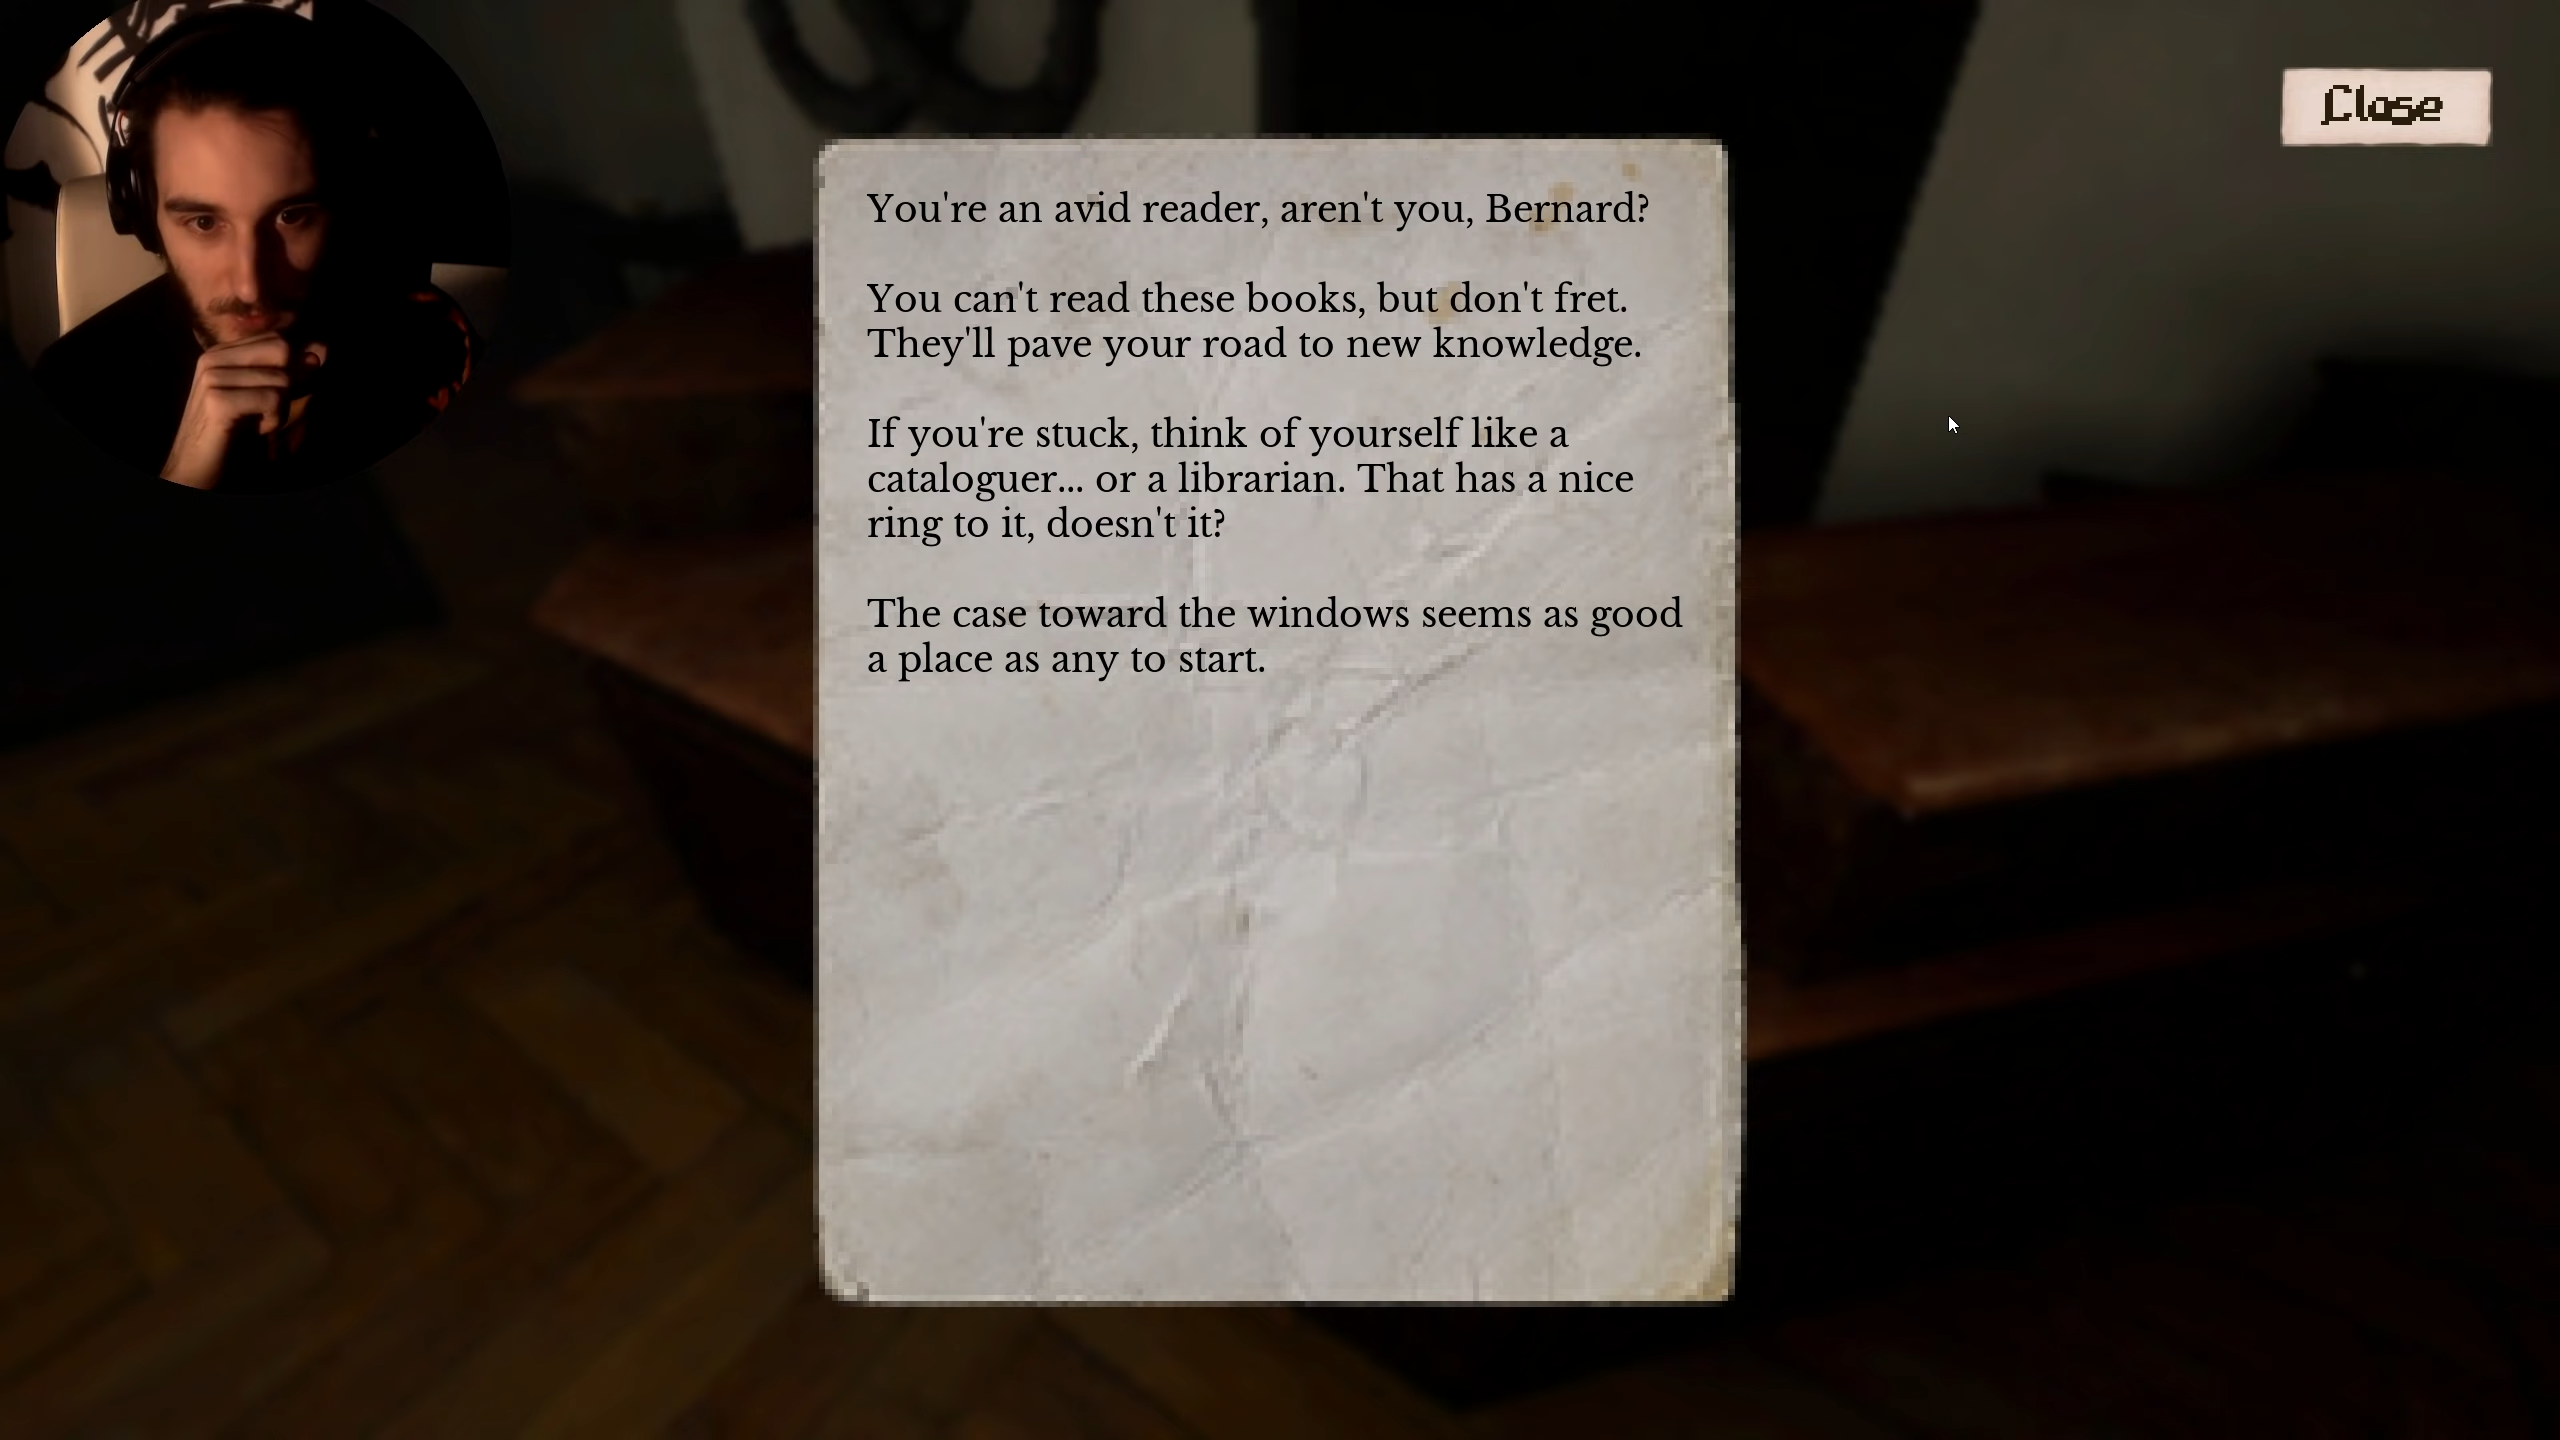 Close
You're an avid reader, aren't you, Bernard?
You can't read these books, but don't fret.
They'll pave your road to new knowledge.
If you're stuck, think of yourself like a
cataloguer... or a librarian. That has a nice
ring to it, doesn't it?
The case toward the windows seems as good
a place as any to start.